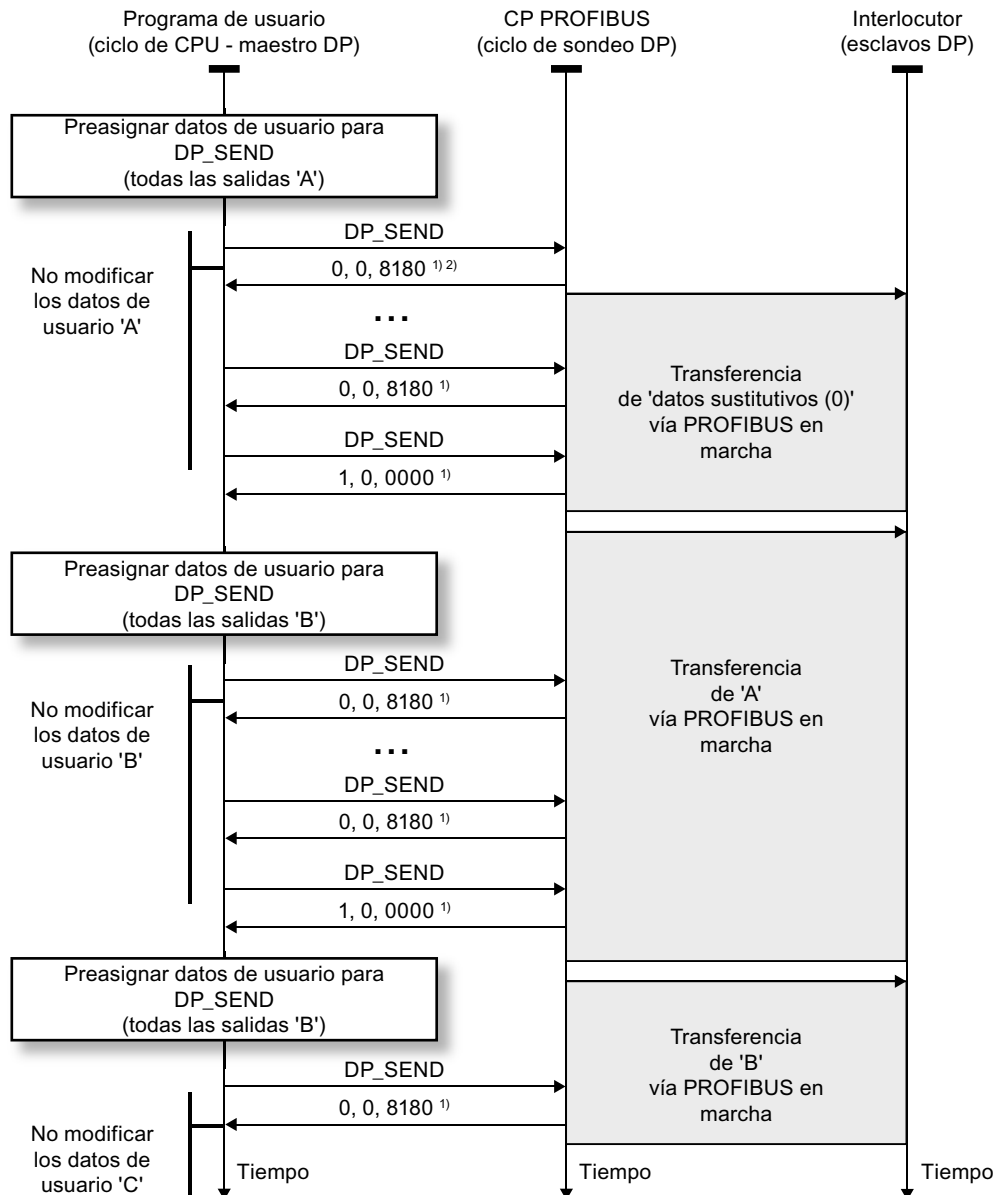 Programa de usuario
(ciclo de CPU - maestro DP)
CP PROFIBUS
(ciclo de sondeo DP)
Interlocutor
(esclavos DP)
Preasignar datos de usuario para
DP_SEND
(todas las salidas 'A')
DP_SEND
0, 0, 8180 1) 2)
No modificar
los datos de
usuario 'A'
...
DP_SEND
0, 0, 8180 1)
DP_SEND
1, 0, 0000 1)
Transferencia
de 'datos sustitutivos (0)'
vía PROFIBUS en
marcha
Preasignar datos de usuario para
DP_SEND
(todas las salidas 'B')
DP_SEND
0, 0, 8180 1)
No modificar
los datos de
usuario 'B'
...
DP_SEND
0, 0, 8180 1)
DP_SEND
1, 0, 0000 1)
Transferencia
de 'A'
vía PROFIBUS en
marcha
Preasignar datos de usuario para
DP_SEND
(todas las salidas 'B')
DP_SEND
0, 0, 8180 1)
Transferencia
de 'B'
vía PROFIBUS en
marcha
No modificar
los datos de
usuario 'C'
Tiempo
Tiempo
Tiempo